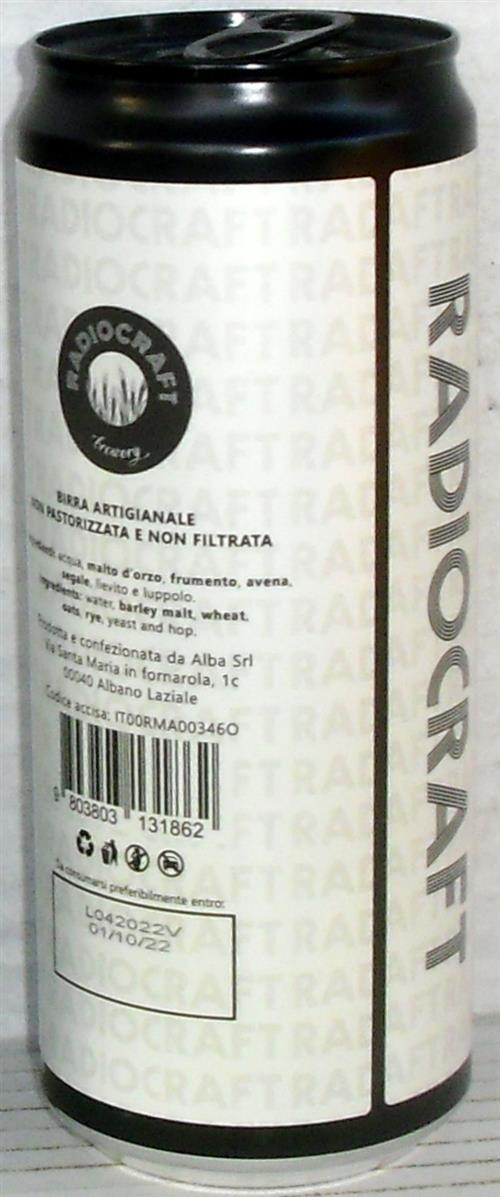 RADIOCRAFT
brewery
BIRRA ARTIGIANALE
NON PASTORIZZATA E NON FILTRATA
Ingredienti: acqua, malto d'orzo, frumento, avena,
segale, lievito e luppolo.
Ingredients: water, barley malt, wheat,
oats, rye, yeast and hop.
Prodotta e confezionata da Alba Srl
Via Santa Maria in fornarola, 1c
00040 Albano Laziale
Codice accisa: IT00RMA00346O
9 803803 131862
Da consumarsi preferibilmente entro:
L042022V
01/10/22
RADIOCRAFT